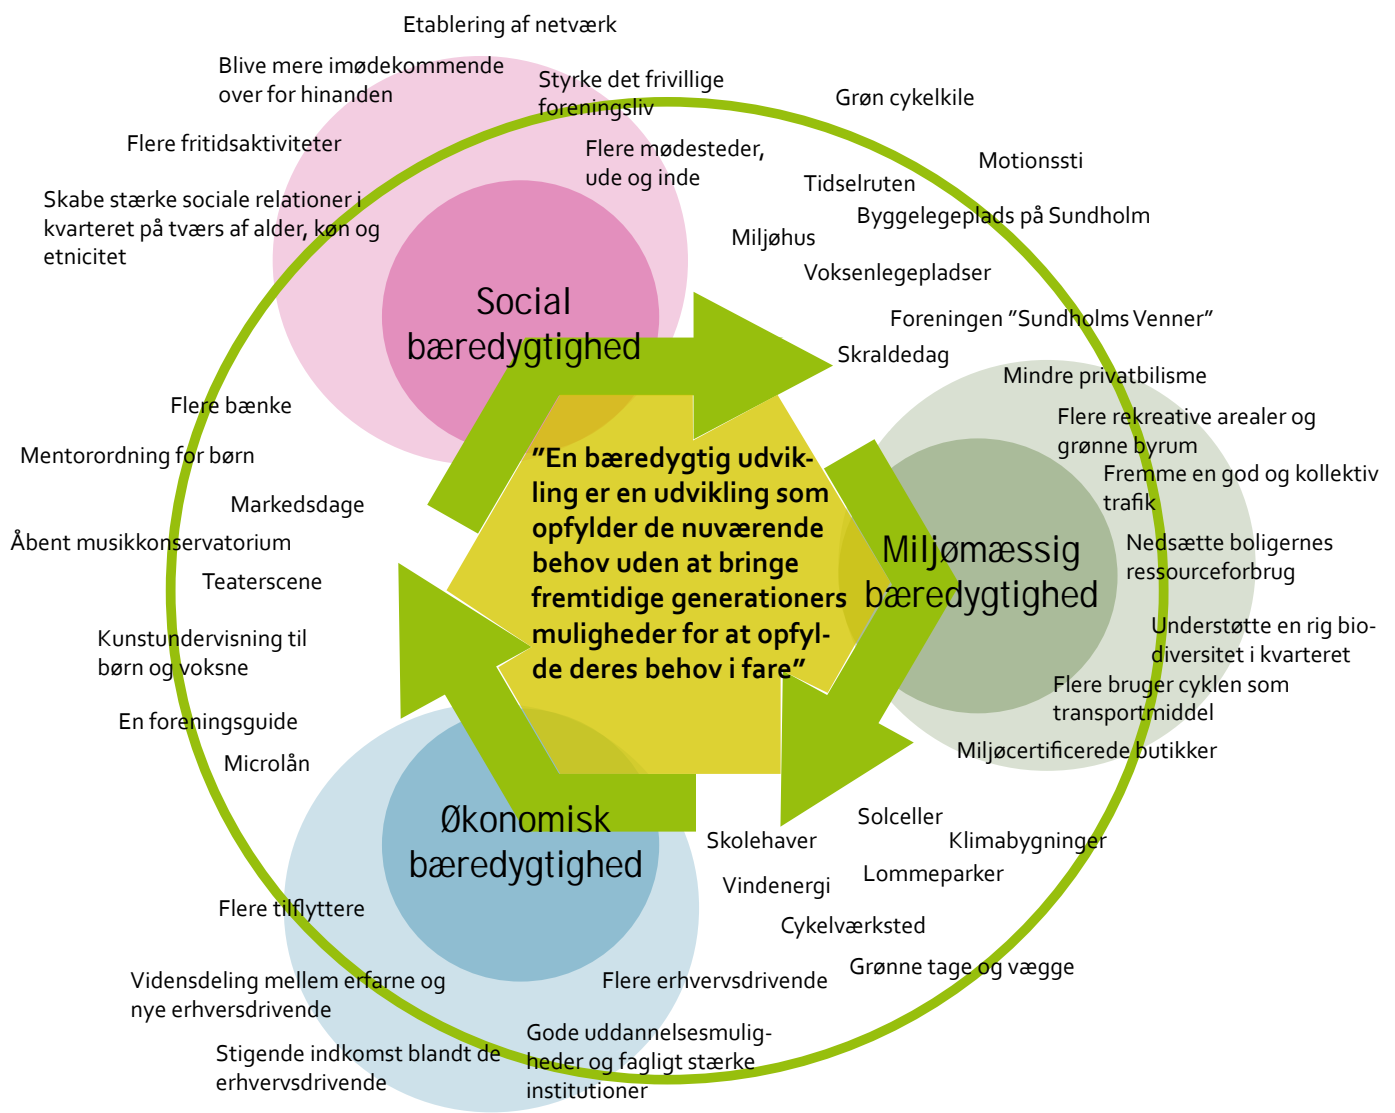 Etablering af netværk
Blive mere imødekommende
over for hinanden
Styrke det frivillige
foreningsliv
Grøn cykelkile
Flere fritidsaktiviteter
Flere mødesteder,
ude og inde
Motionssti
Tidselruten
Skabe stærke sociale relationer i
kvarteret på tværs af alder, køn og
etnicitet
Byggelegeplads på Sundholm
Miljøhus
Voksenlegepladser
Social
bæredygtighed
Foreningen ”Sundholms Venner”
Skraldedag
Mindre privatbilisme
Flere bænke
Flere rekreative arealer og
grønne byrum
Mentorordning for børn
Fremme en god og kollektiv
trafik
Markedsdage
”En bæredygtig udvik-
ling er en udvikling som
opfylder de nuværende
behov uden at bringe
fremtidige generationers
muligheder for at opfyl-
de deres behov i fare”
Miljømæssig
bæredygtighed
Nedsætte boligernes
ressourceforbrug
Åbent musikkonservatorium
Teaterscene
Kunstundervisning til
børn og voksne
Understøtte en rig bio-
diversitet i kvarteret
Flere bruger cyklen som
transportmiddel
En foreningsguide
Miljøcertificerede butikker
Microlån
Økonomisk
bæredygtighed
Solceller
Skolehaver
Klimabygninger
Vindenergi
Lommeparker
Flere tilflyttere
Cykelværksted
Grønne tage og vægge
Vidensdeling mellem erfarne og
nye erhversdrivende
Flere erhvervsdrivende
Stigende indkomst blandt de
erhvervsdrivende
Gode uddannelsesmulig-
heder og fagligt stærke
institutioner